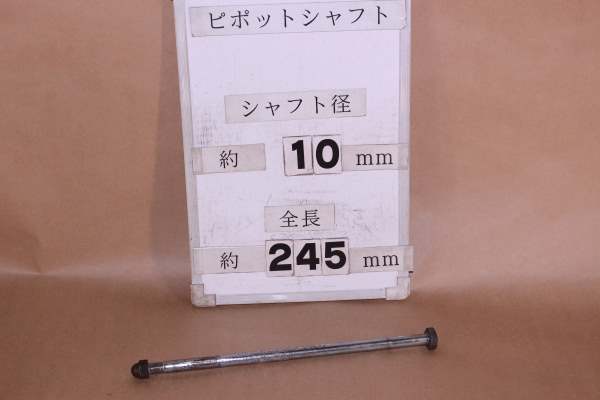 ピボットシャフト
シャフト径
約 10 mm
全長
約 245 mm